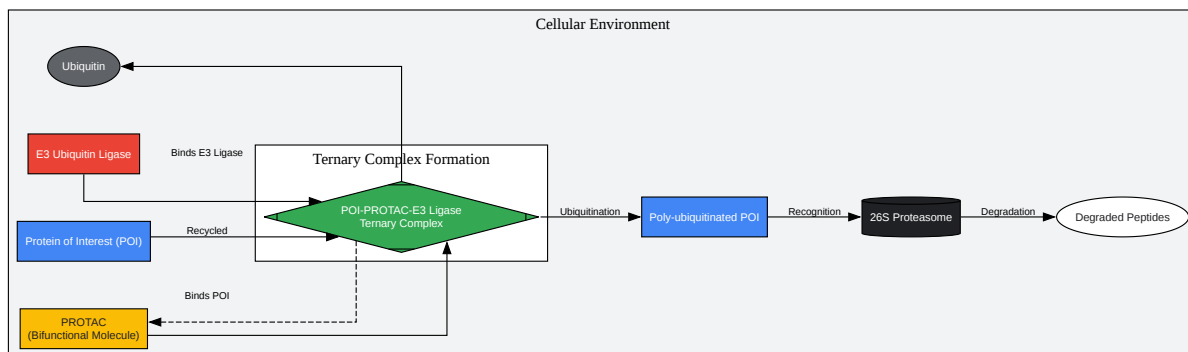 Cellular Environment
Ubiquitin
E3 Ubiquitin Ligase
Binds E3 Ligase
Ternary Complex Formation
POI-PROTAC-E3 Ligase
Ternary Complex
Ubiquitination
Poly-ubiquitinated POI
Recognition
26S Proteasome
Degradation
Degraded Peptides
Protein of Interest (POI)
Recycled
Binds POI
PROTAC
(Bifunctional Molecule)